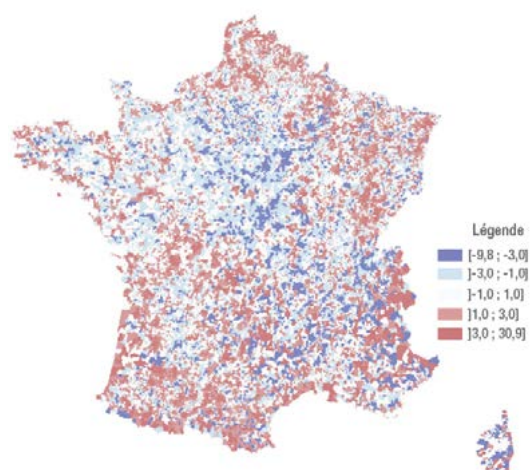 Légende
[-9,8 ; -3,0]
]-3,0 ; -1,0]
]-1,0 ; 1,0]
]1,0 ; 3,0]
]3,0 ; 30,9]